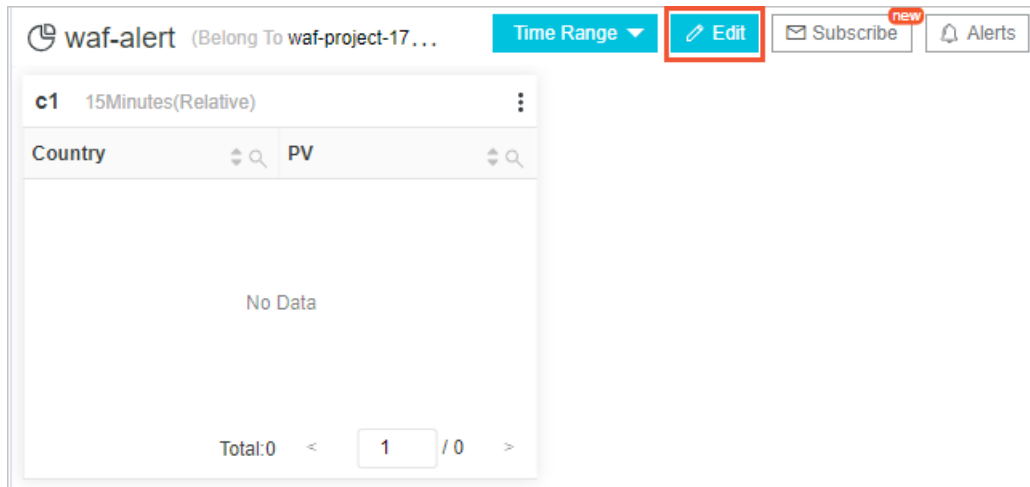 waf-alert (Belong To waf-project-17... Time Range Edit Subscribe new Alerts
c1 15Minutes(Relative)
Country PV
No Data
Total:0 < 1 / 0 >